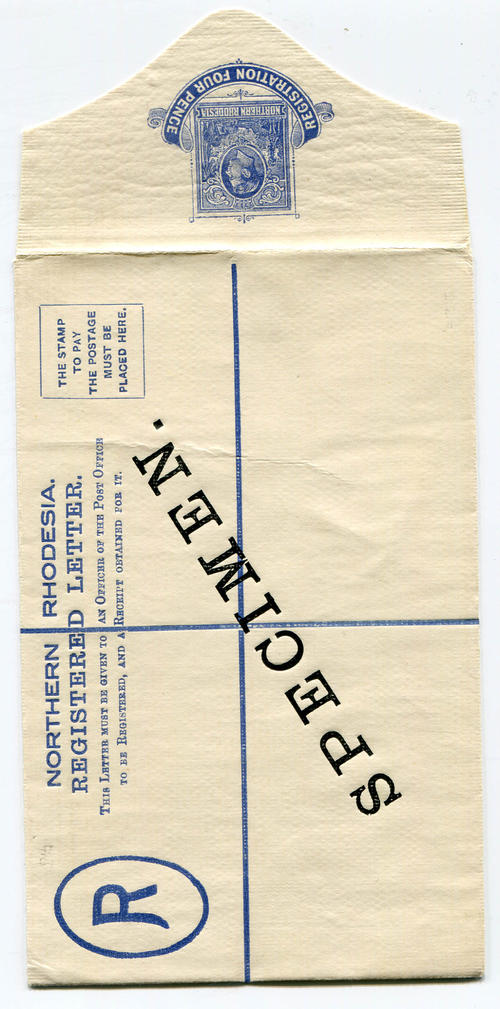 REGISTRATION FOUR PENCE
NORTHERN RHODESIA
THE STAMP
TO PAY
THE POSTAGE
MUST BE
PLACED HERE.
NORTHERN RHODESIA.
REGISTERED LETTER.
THIS LETTER MUST BE GIVEN TO AN OFFICER OF THE POST OFFICE
TO BE REGISTERED, AND A RECEIPT OBTAINED FOR IT.
R
SPECIMEN.